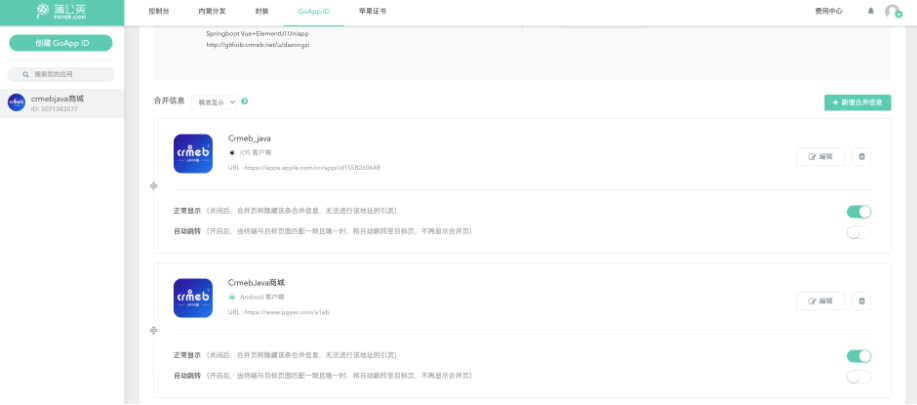 蒲公英
PGYER.COM
控制台
内测分发
封装
GoApp ID
苹果证书
费用中心
创建 GoApp ID
搜索您的应用
crmebjava商城
ID: 5071283077
Springboot Vue+ElementUI Uniapp
http://github.crmeb.net/u/dazongzi
合并信息
精准显示
新增合并信息
crmeb
JAVA版
Crmeb_java
iOS 客户端
URL : https://apps.apple.com/cn/app/id1558260648
编辑
正常显示 (关闭后，合并页将隐藏该条合并信息，无法进行该地址的引流)
自动跳转 (开启后，当终端与目标页面匹配一致且唯一时，将自动跳转至目标页，不再显示合并页)
crmeb
JAVA版
CrmebJava商城
Android 客户端
URL : https://www.pgyer.com/e1eb
编辑
正常显示 (关闭后，合并页将隐藏该条合并信息，无法进行该地址的引流)
自动跳转 (开启后，当终端与目标页面匹配一致且唯一时，将自动跳转至目标页，不再显示合并页)